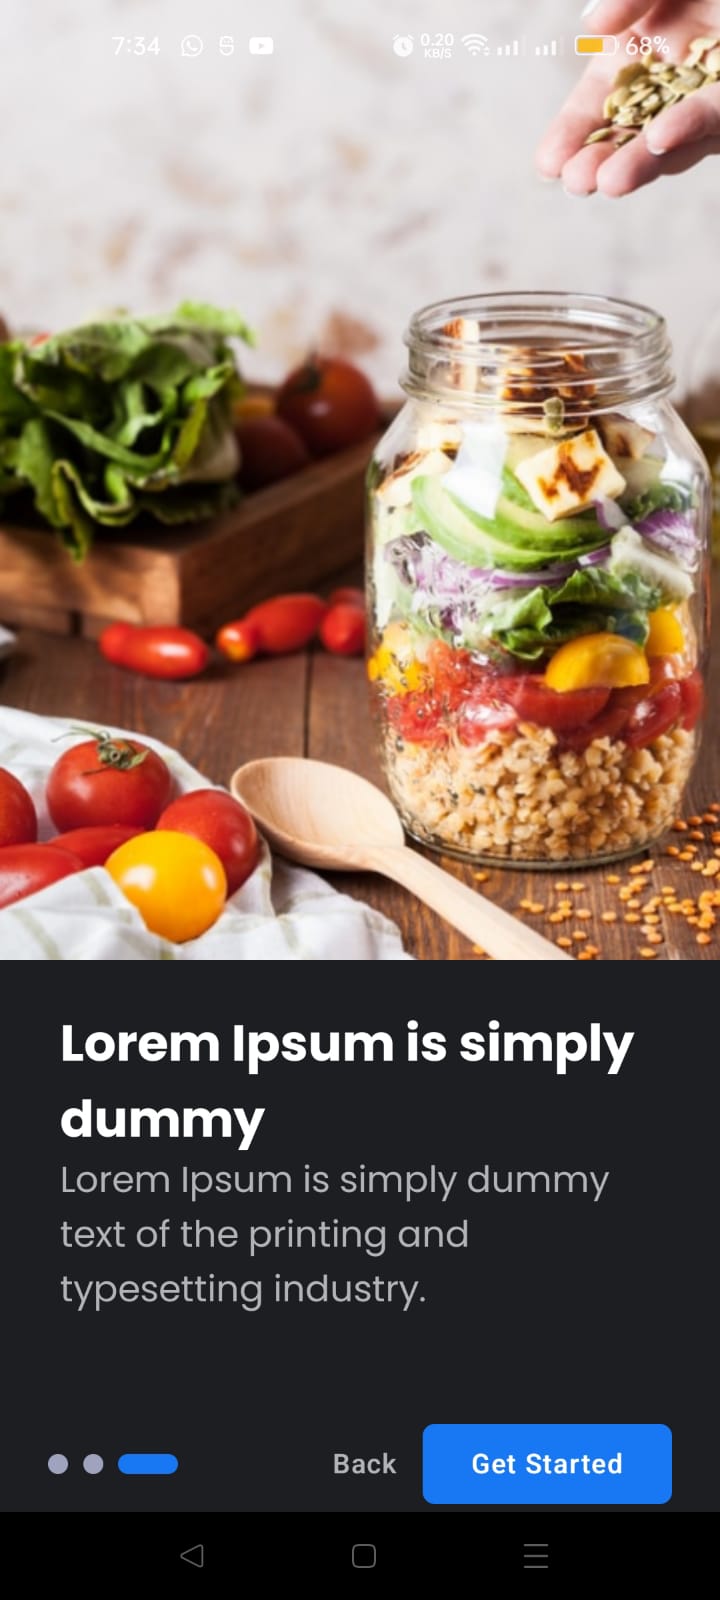 7:34 0.20 KB/S 68%
Lorem Ipsum is simply
dummy
Lorem Ipsum is simply dummy
text of the printing and
typesetting industry.
Back Get Started